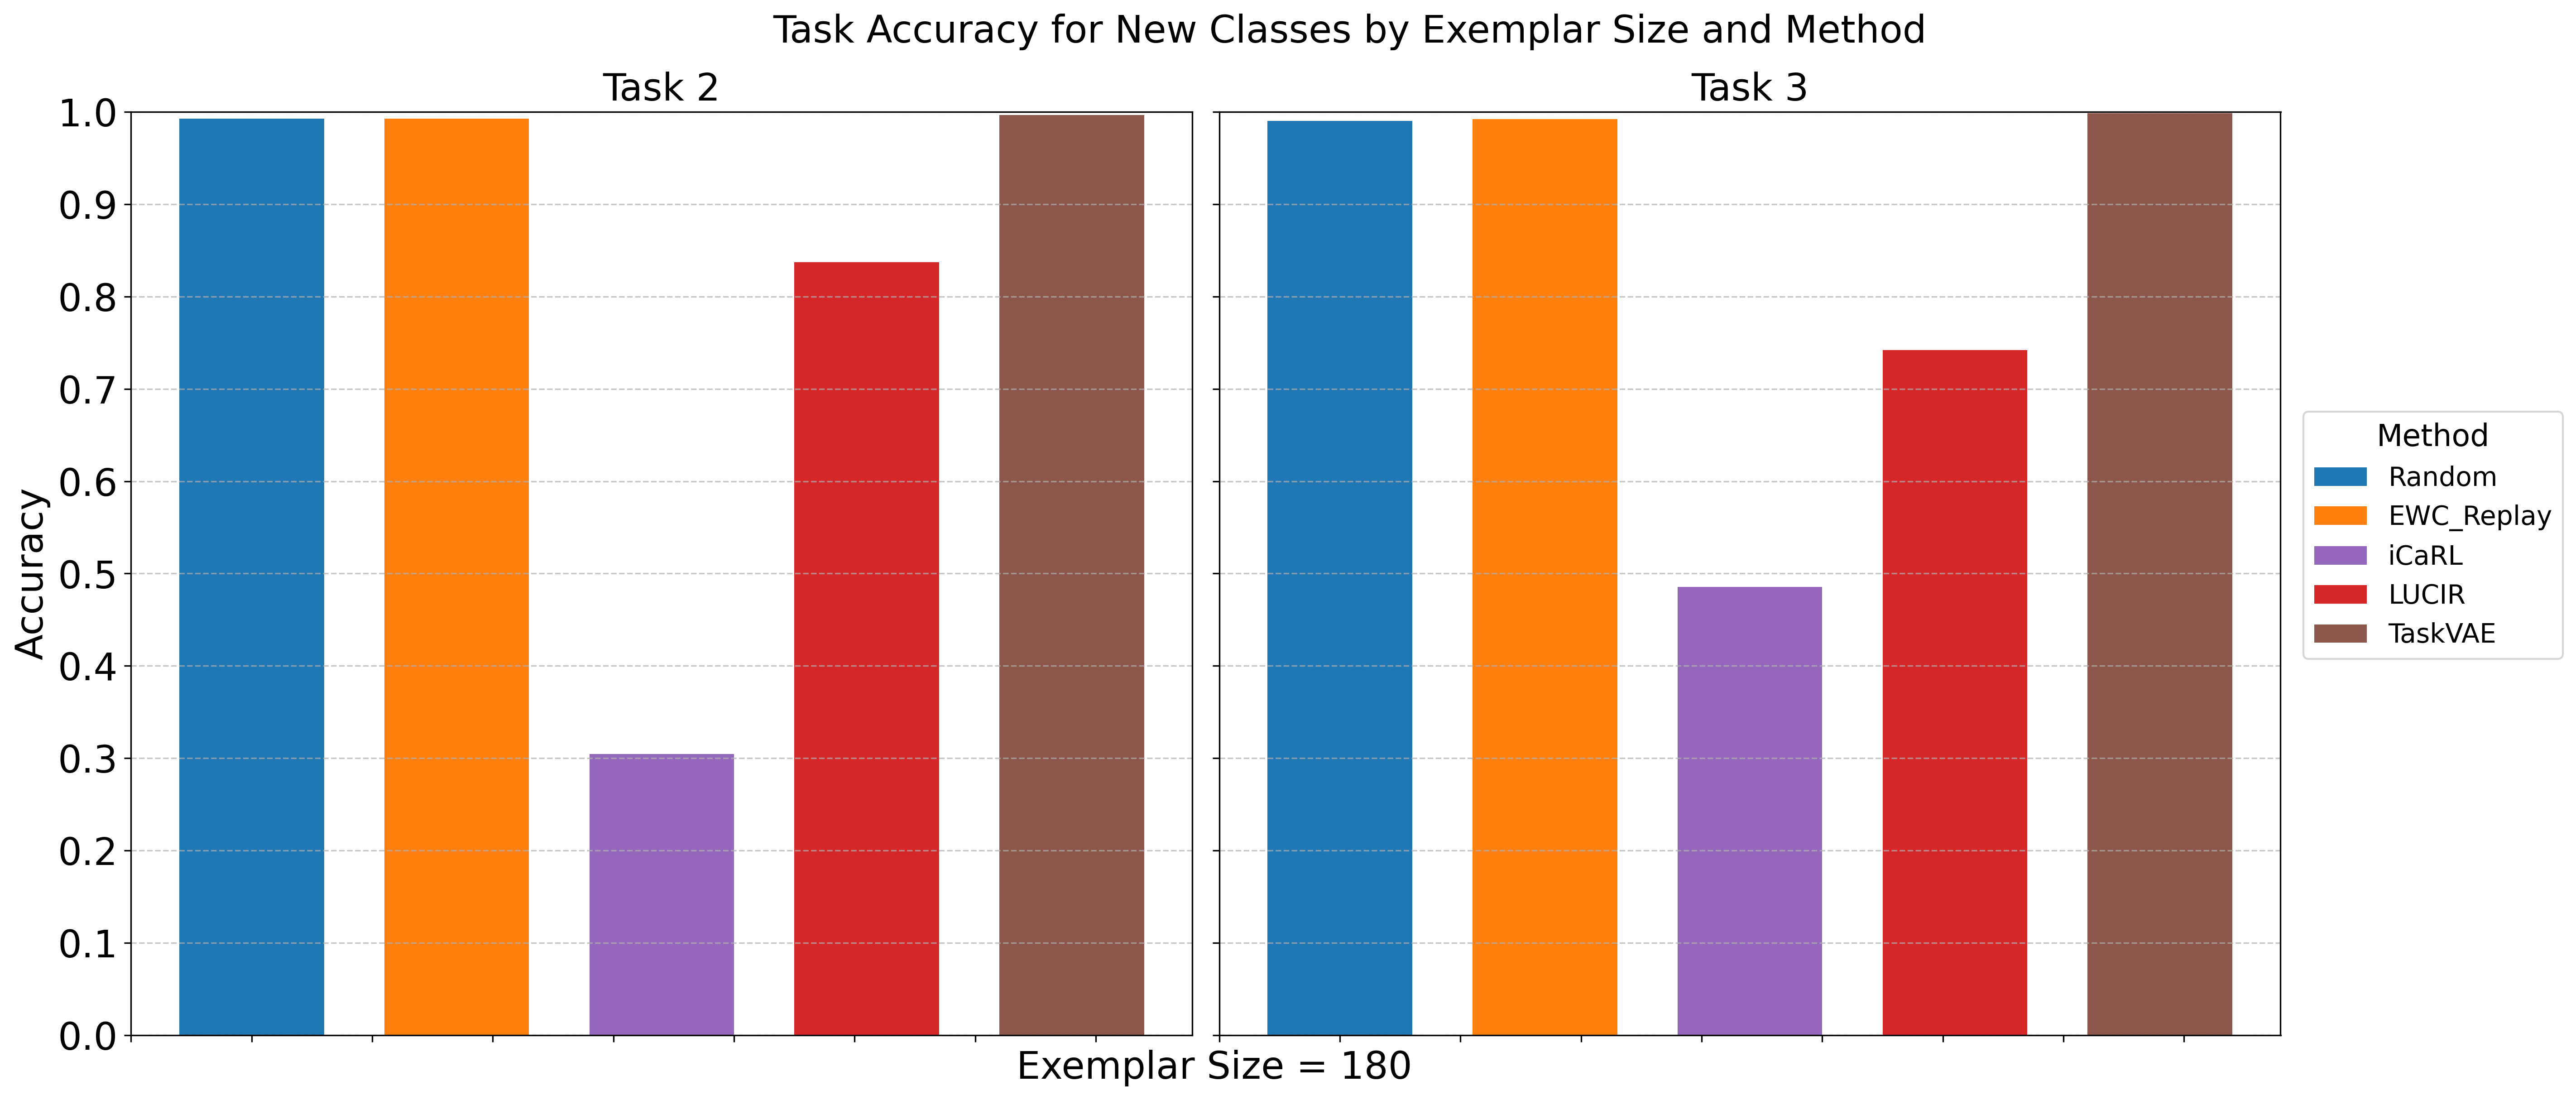 Task Accuracy for New Classes by Exemplar Size and Method
Task 2
Task 3
1.0
0.9
0.8
0.7
0.6
0.5
0.4
0.3
0.2
0.1
0.0
Accuracy
Exemplar Size = 180
Method
Random
EWC_Replay
iCaRL
LUCIR
TaskVAE